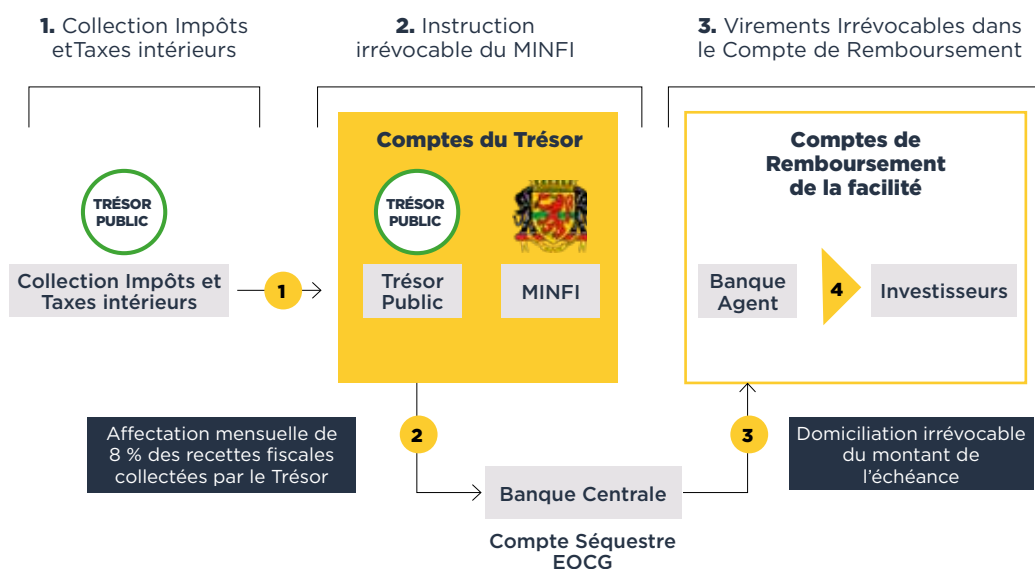 1. Collection Impôts
etTaxes intérieurs
2. Instruction
irrévocable du MINFI
3. Virements Irrévocables dans
le Compte de Remboursement
TRÉSOR
PUBLIC
Collection Impôts et
Taxes intérieurs
1
Comptes du Trésor
TRÉSOR
PUBLIC
Trésor
Public
MINFI
Comptes de
Remboursement
de la facilité
Banque
Agent
4
Investisseurs
Affectation mensuelle de
8 % des recettes fiscales
collectées par le Trésor
2
Banque Centrale
Compte Séquestre
EOCG
3
Domiciliation irrévocable
du montant de
l'échéance